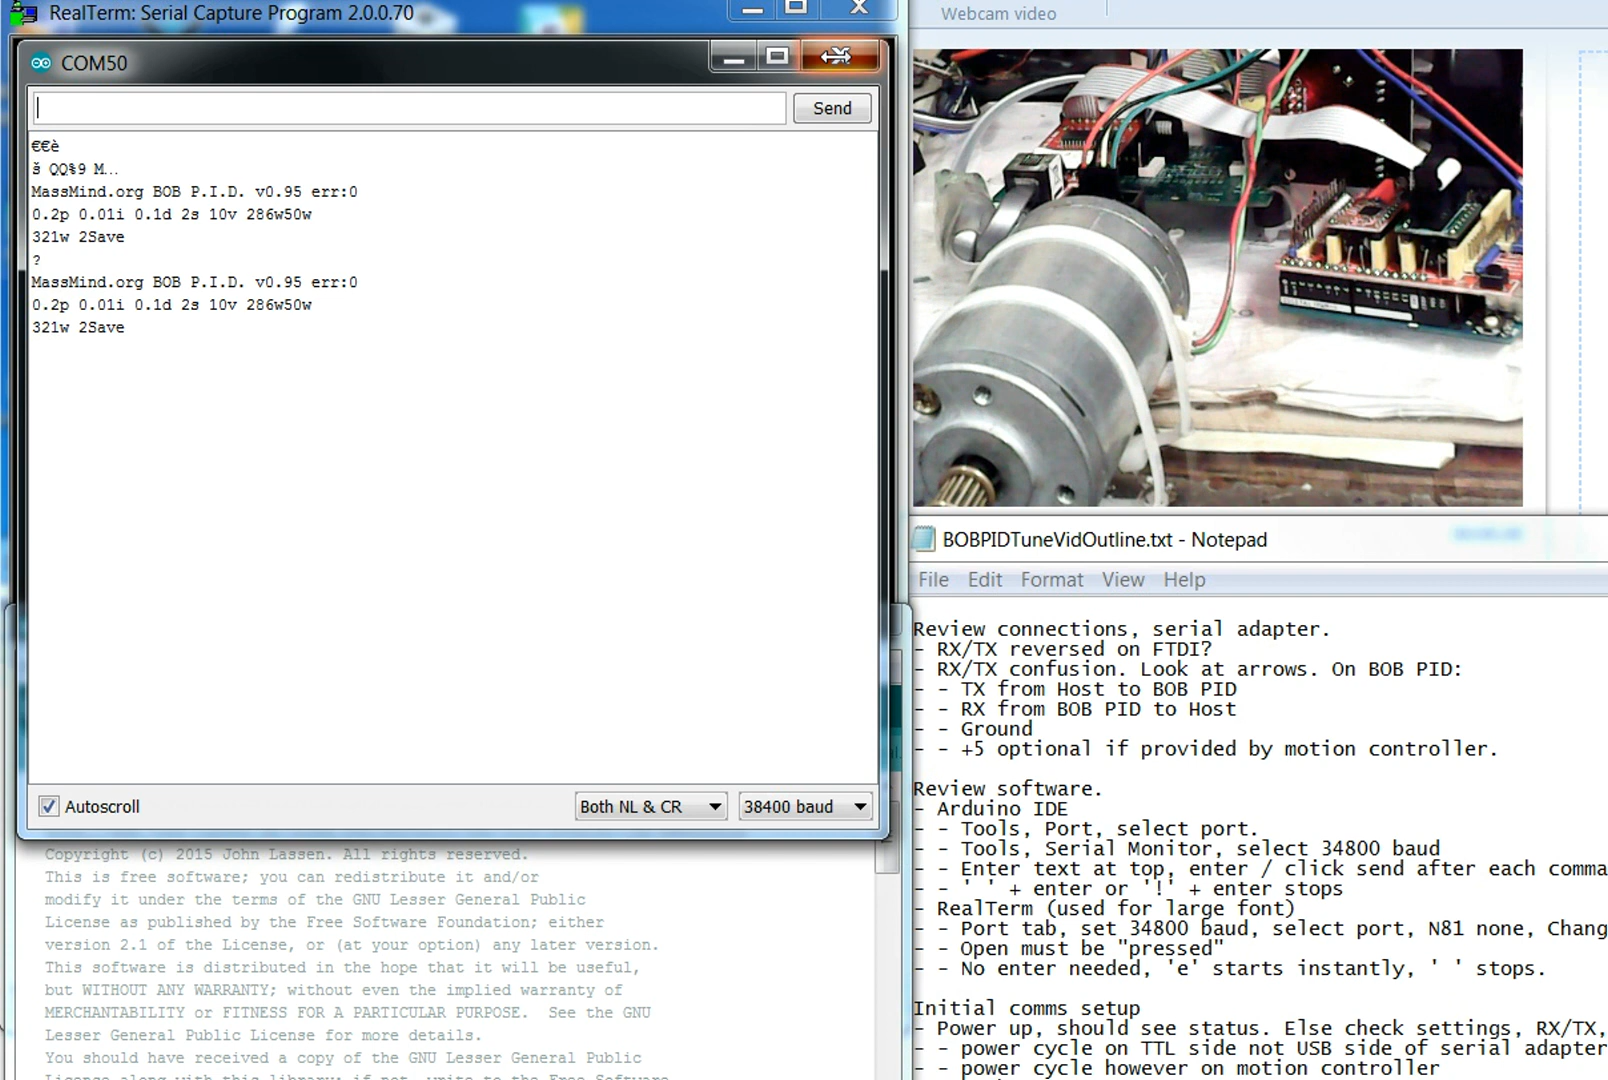 RealTerm: Serial Capture Program 2.0.0.70
COM50
Send
€€è
š QQ%9 M...
MassMind.org BOB P.I.D. v0.95 err:0
0.2p 0.01i 0.1d 2s 10v 286w50w
321w 2Save
?
MassMind.org BOB P.I.D. v0.95 err:0
0.2p 0.01i 0.1d 2s 10v 286w50w
321w 2Save
Autoscroll
Both NL & CR
38400 baud
Copyright (c) 2015 John Lassen. All rights reserved.
This is free software; you can redistribute it and/or
modify it under the terms of the GNU Lesser General Public
License as published by the Free Software Foundation; either
version 2.1 of the License, or (at your option) any later version.
This software is distributed in the hope that it will be useful,
but WITHOUT ANY WARRANTY; without even the implied warranty of
MERCHANTABILITY or FITNESS FOR A PARTICULAR PURPOSE.  See the GNU
Lesser General Public License for more details.
You should have received a copy of the GNU Lesser General Public
License along with this library; if not, write to the Free Software
Webcam video
BOBPIDTuneVidOutline.txt - Notepad
File Edit Format View Help
Review connections, serial adapter.
- RX/TX reversed on FTDI?
- RX/TX confusion. Look at arrows. On BOB PID:
- - TX from Host to BOB PID
- - RX from BOB PID to Host
- - Ground
- - +5 optional if provided by motion controller.
Review software.
- Arduino IDE
- - Tools, Port, select port.
- - Tools, Serial Monitor, select 34800 baud
- - Enter text at top, enter / click send after each comma
- - ' ' + enter or '!' + enter stops
- RealTerm (used for large font)
- - Port tab, set 34800 baud, select port, N81 none, Chang
- - Open must be "pressed"
- - No enter needed, 'e' starts instantly, ' ' stops.
Initial comms setup
- Power up, should see status. Else check settings, RX/TX,
- - power cycle on TTL side not USB side of serial adapter
- - power cycle however on motion controller